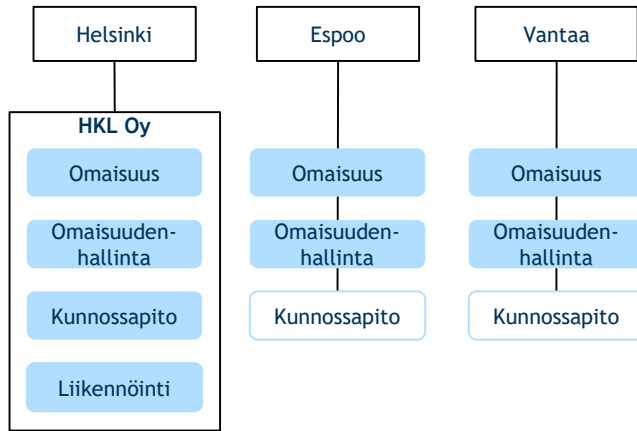 Helsinki
Espoo
Vantaa
HKL Oy
Omaisuus
Omaisuuden-
hallinta
Kunnossapito
Liikennöinti
Omaisuus
Omaisuuden-
hallinta
Kunnossapito
Omaisuus
Omaisuuden-
hallinta
Kunnossapito